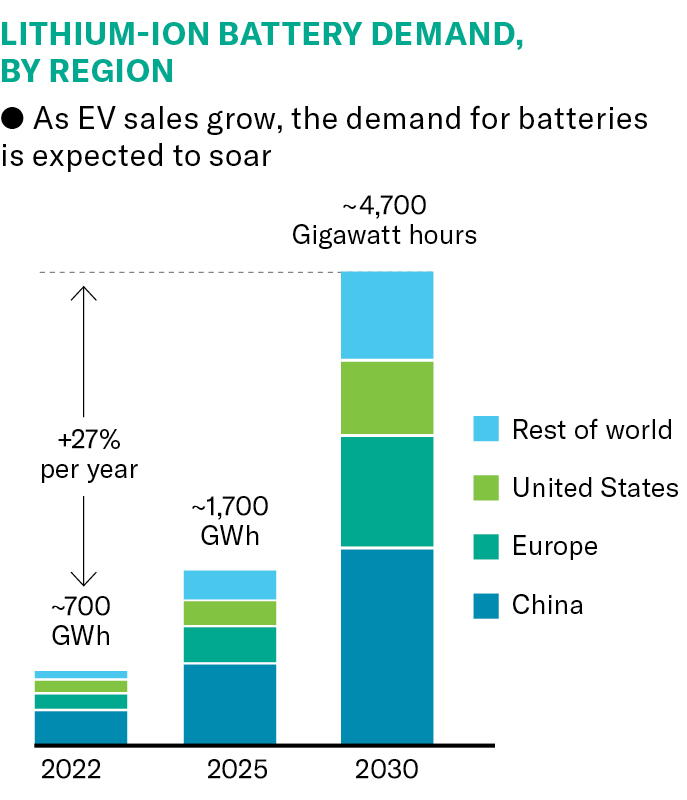 LITHIUM-ION BATTERY DEMAND,
BY REGION
● As EV sales grow, the demand for batteries
is expected to soar
~4,700
Gigawatt hours
+27%
per year
~1,700
GWh
~700
GWh
Rest of world
United States
Europe
China
2022
2025
2030